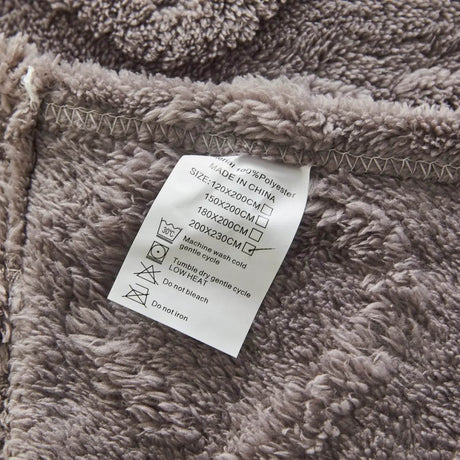 100%Polyester
MADE IN CHINA
SIZE:120X200CM
150X200CM
180X200CM
200X230CM
30°C
Machine wash cold
gentle cycle
Tumble dry gentle cycle
LOW HEAT
Do not bleach
Do not iron